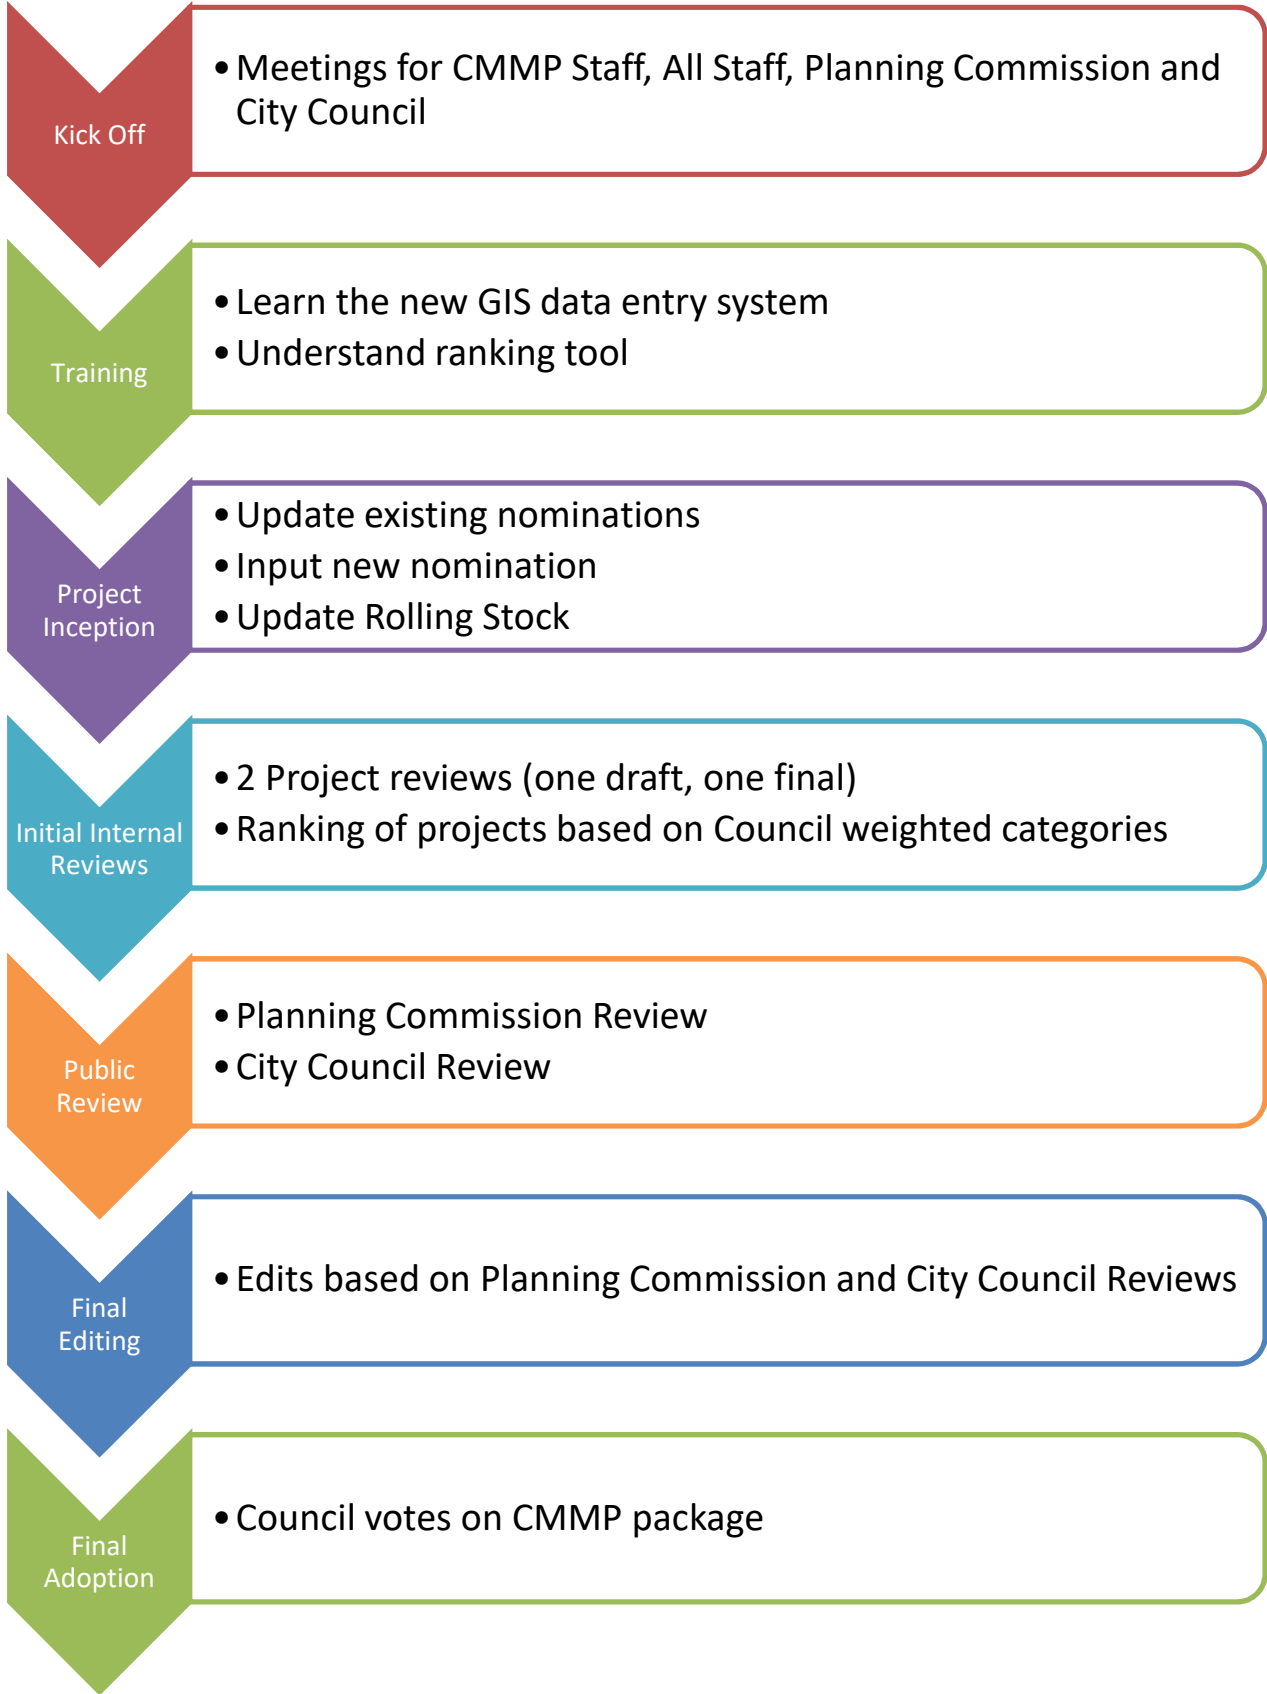 Kick Off
• Meetings for CMMP Staff, All Staff, Planning Commission and
City Council
Training
• Learn the new GIS data entry system
• Understand ranking tool
Project
Inception
• Update existing nominations
• Input new nomination
• Update Rolling Stock
Initial Internal
Reviews
• 2 Project reviews (one draft, one final)
• Ranking of projects based on Council weighted categories
Public
Review
• Planning Commission Review
• City Council Review
Final
Editing
• Edits based on Planning Commission and City Council Reviews
Final
Adoption
• Council votes on CMMP package